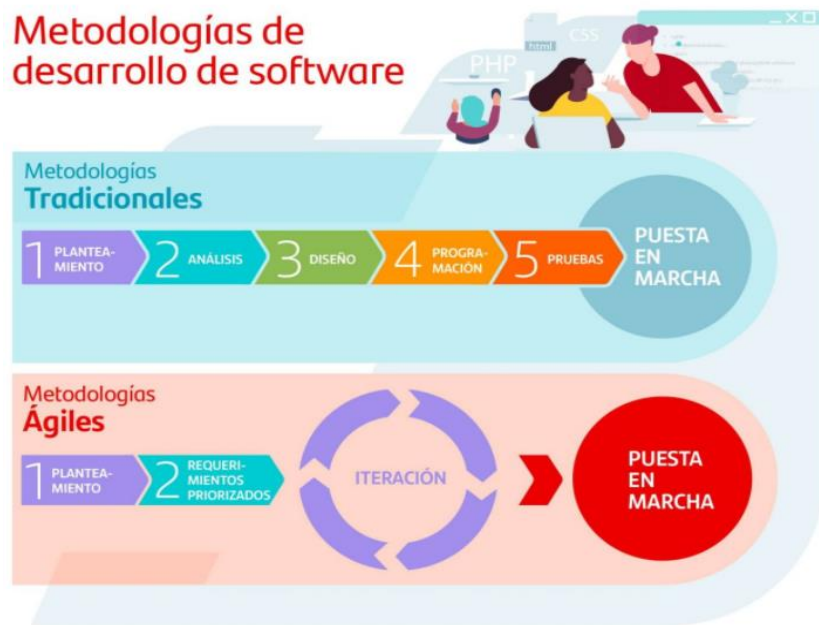 Metodologías de
desarrollo de software
PHP
html
CSS
Metodologías
Tradicionales
1 PLANTEA-
MIENTO
2 ANÁLISIS
3 DISEÑO
4 PROGRA-
MACIÓN
5 PRUEBAS
PUESTA
EN
MARCHA
Metodologías
Ágiles
1 PLANTEA-
MIENTO
2 REQUERI-
MIENTOS
PRIORIZADOS
ITERACIÓN
PUESTA
EN
MARCHA